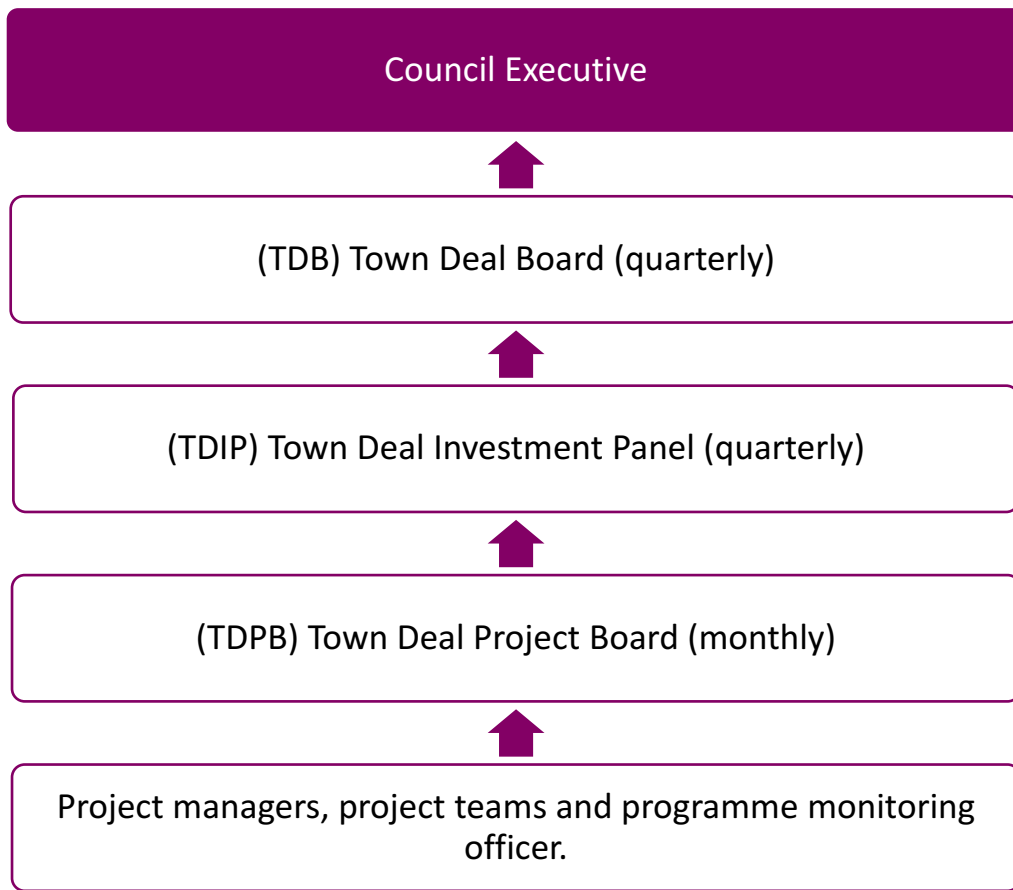 Council Executive
(TDB) Town Deal Board (quarterly)
(TDIP) Town Deal Investment Panel (quarterly)
(TDPB) Town Deal Project Board (monthly)
Project managers, project teams and programme monitoring
officer.